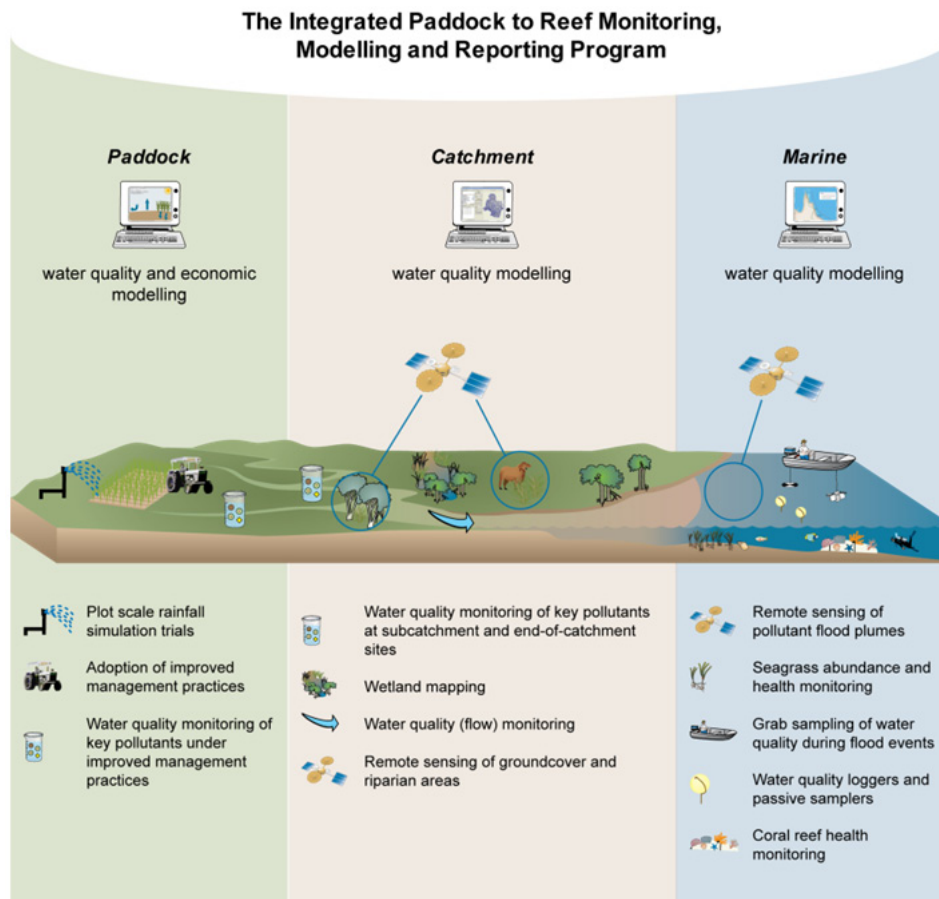 The Integrated Paddock to Reef Monitoring,
Modelling and Reporting Program
Paddock
water quality and economic
modelling
Catchment
water quality modelling
Marine
water quality modelling
Plot scale rainfall
simulation trials
Adoption of improved
management practices
Water quality monitoring of
key pollutants under
improved management
practices
Water quality monitoring of key pollutants
at subcatchment and end-of-catchment
sites
Wetland mapping
Water quality (flow) monitoring
Remote sensing of groundcover and
riparian areas
Remote sensing of
pollutant flood plumes
Seagrass abundance and
health monitoring
Grab sampling of water
quality during flood events
Water quality loggers and
passive samplers
Coral reef health
monitoring